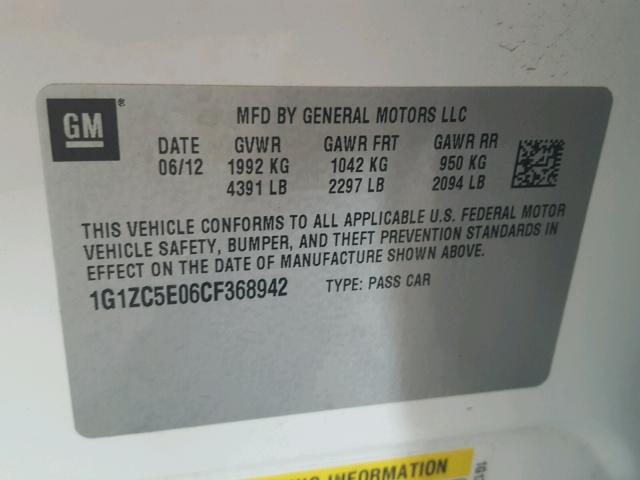 GM®
MFD BY GENERAL MOTORS LLC
DATE GVWR GAWR FRT GAWR RR
06/12 1992 KG 1042 KG 950 KG
4391 LB 2297 LB 2094 LB
THIS VEHICLE CONFORMS TO ALL APPLICABLE U.S. FEDERAL MOTOR
VEHICLE SAFETY, BUMPER, AND THEFT PREVENTION STANDARDS IN
EFFECT ON THE DATE OF MANUFACTURE SHOWN ABOVE.
1G1ZC5E06CF368942 TYPE: PASS CAR
INFORMATION